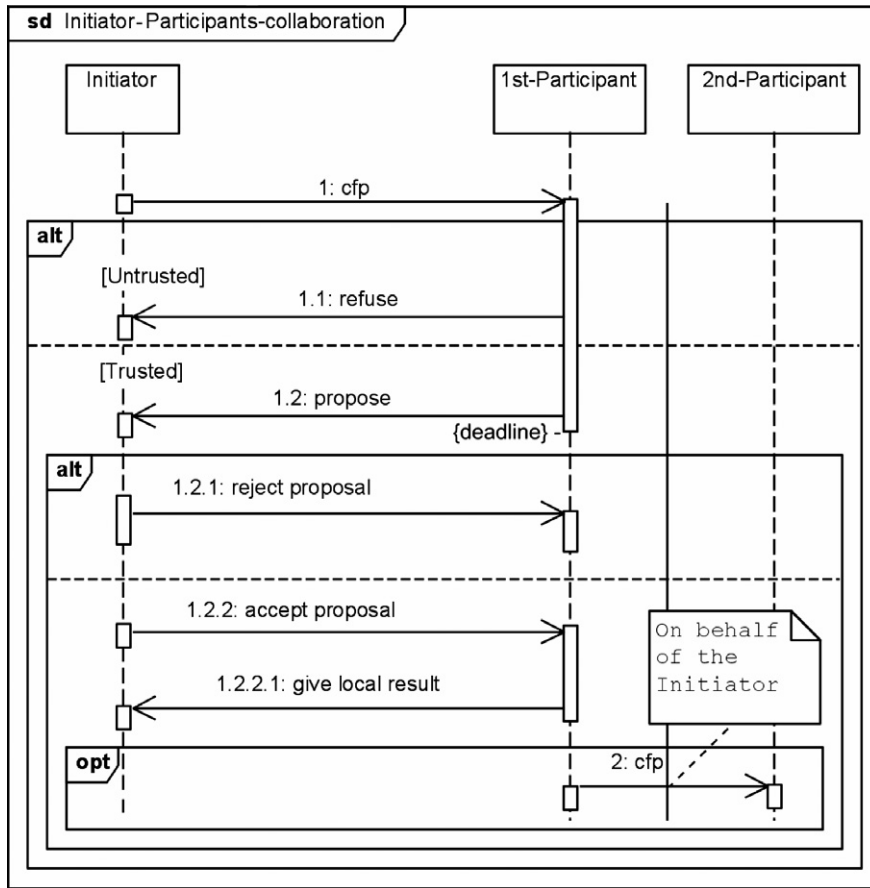 sd Initiator-Participants-collaboration
Initiator
1st-Participant
2nd-Participant
1: cfp
alt
[Untrusted]
1.1: refuse
[Trusted]
1.2: propose
{deadline}
alt
1.2.1: reject proposal
1.2.2: accept proposal
On behalf
of the
Initiator
1.2.2.1: give local result
opt
2: cfp